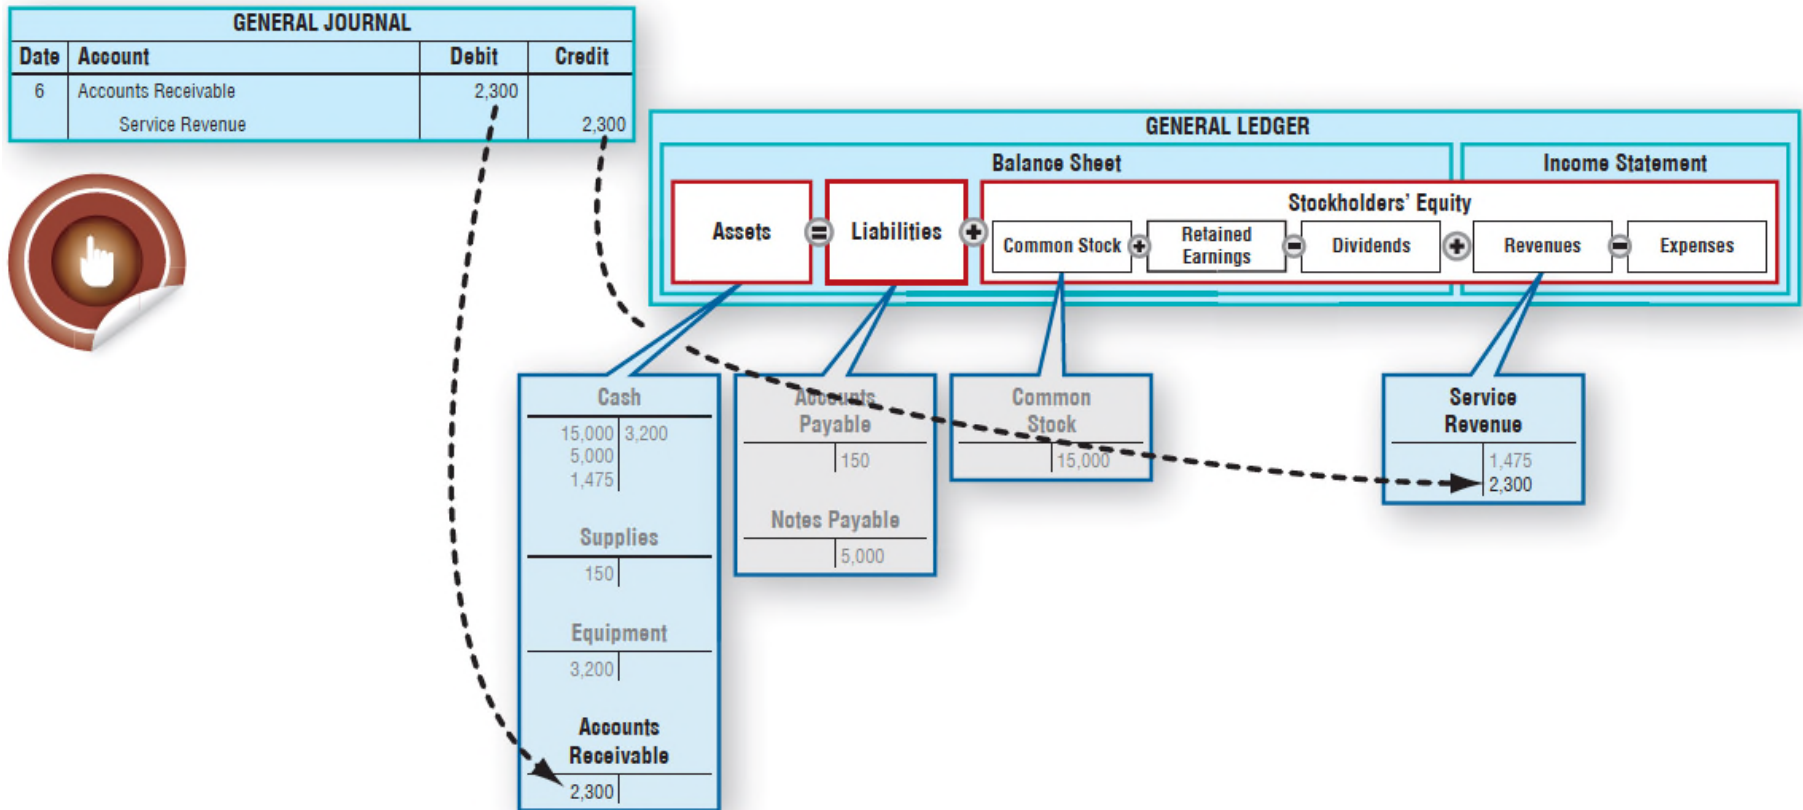 GENERAL JOURNAL
Date Account Debit Credit
6 Accounts Receivable 2,300
Service Revenue 2,300
GENERAL LEDGER
Balance Sheet Income Statement
Stockholders' Equity
Assets = Liabilities + Common Stock + Retained Earnings − Dividends + Revenues − Expenses
Cash
15,000 3,200
5,000
1,475
Supplies
150
Equipment
3,200
Accounts
Receivable
2,300
Accounts
Payable
150
Notes Payable
5,000
Common
Stock
15,000
Service
Revenue
1,475
2,300